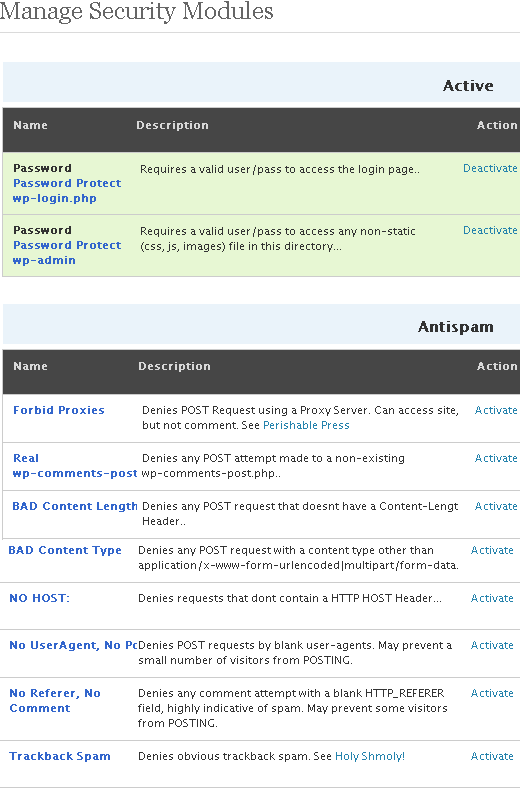 Manage Security Modules
Active
Name Description Action
Password Requires a valid user/pass to access the login page.. Deactivate
Password Protect
wp-login.php
Password Requires a valid user/pass to access any non-static Deactivate
Password Protect (css, js, images) file in this directory...
wp-admin
Antispam
Name Description Action
Forbid Proxies Denies POST Request using a Proxy Server. Can access site, Activate
but not comment. See Perishable Press
Real Denies any POST attempt made to a non-existing Activate
wp-comments-post wp-comments-post.php..
BAD Content Length Denies any POST request that doesnt have a Content-Lengt Activate
Header..
BAD Content Type Denies any POST request with a content type other than Activate
application/x-www-form-urlencoded|multipart/form-data.
NO HOST: Denies requests that dont contain a HTTP HOST Header... Activate
No UserAgent, No Po Denies POST requests by blank user-agents. May prevent a Activate
small number of visitors from POSTING.
No Referer, No Denies any comment attempt with a blank HTTP_REFERER Activate
Comment field, highly indicative of spam. May prevent some visitors
from POSTING.
Trackback Spam Denies obvious trackback spam. See Holy Shmoly! Activate